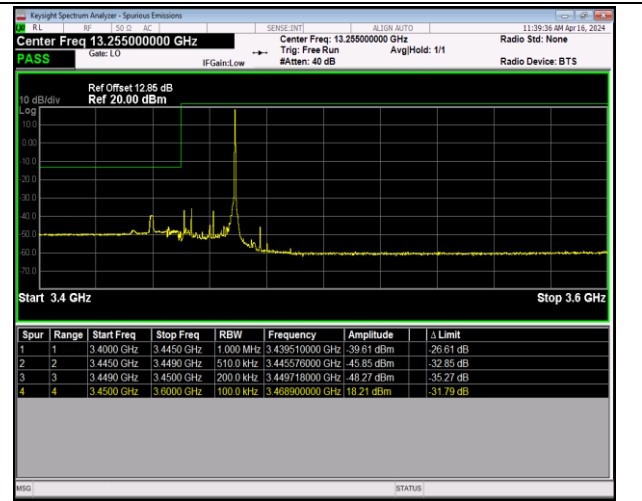 Keysight Spectrum Analyzer - Spurious Emissions
RL RF 50 Ω AC SENSE:INT ALIGN AUTO 11:39:36 AM Apr 16, 2024
Center Freq 13.255000000 GHz Center Freq: 13.255000000 GHz Radio Std: None
PASS Gate: LO IFGain:Low Trig: Free Run Avg|Hold: 1/1
#Atten: 40 dB Radio Device: BTS
Ref Offset 12.85 dB
10 dB/div Ref 20.00 dBm
Log
10.0
0.00
-10.0
-20.0
-30.0
-40.0
-50.0
-60.0
-70.0
Start 3.4 GHz Stop 3.6 GHz
Spur Range Start Freq Stop Freq RBW Frequency Amplitude Δ Limit
1 1 3.4000 GHz 3.4450 GHz 1.000 MHz 3.439510000 GHz -39.61 dBm -26.61 dB
2 2 3.4450 GHz 3.4490 GHz 510.0 kHz 3.445576000 GHz -45.85 dBm -32.85 dB
3 3 3.4490 GHz 3.4500 GHz 200.0 kHz 3.449718000 GHz -48.27 dBm -35.27 dB
4 4 3.4500 GHz 3.6000 GHz 100.0 kHz 3.468900000 GHz 18.21 dBm -31.79 dB
MSG STATUS